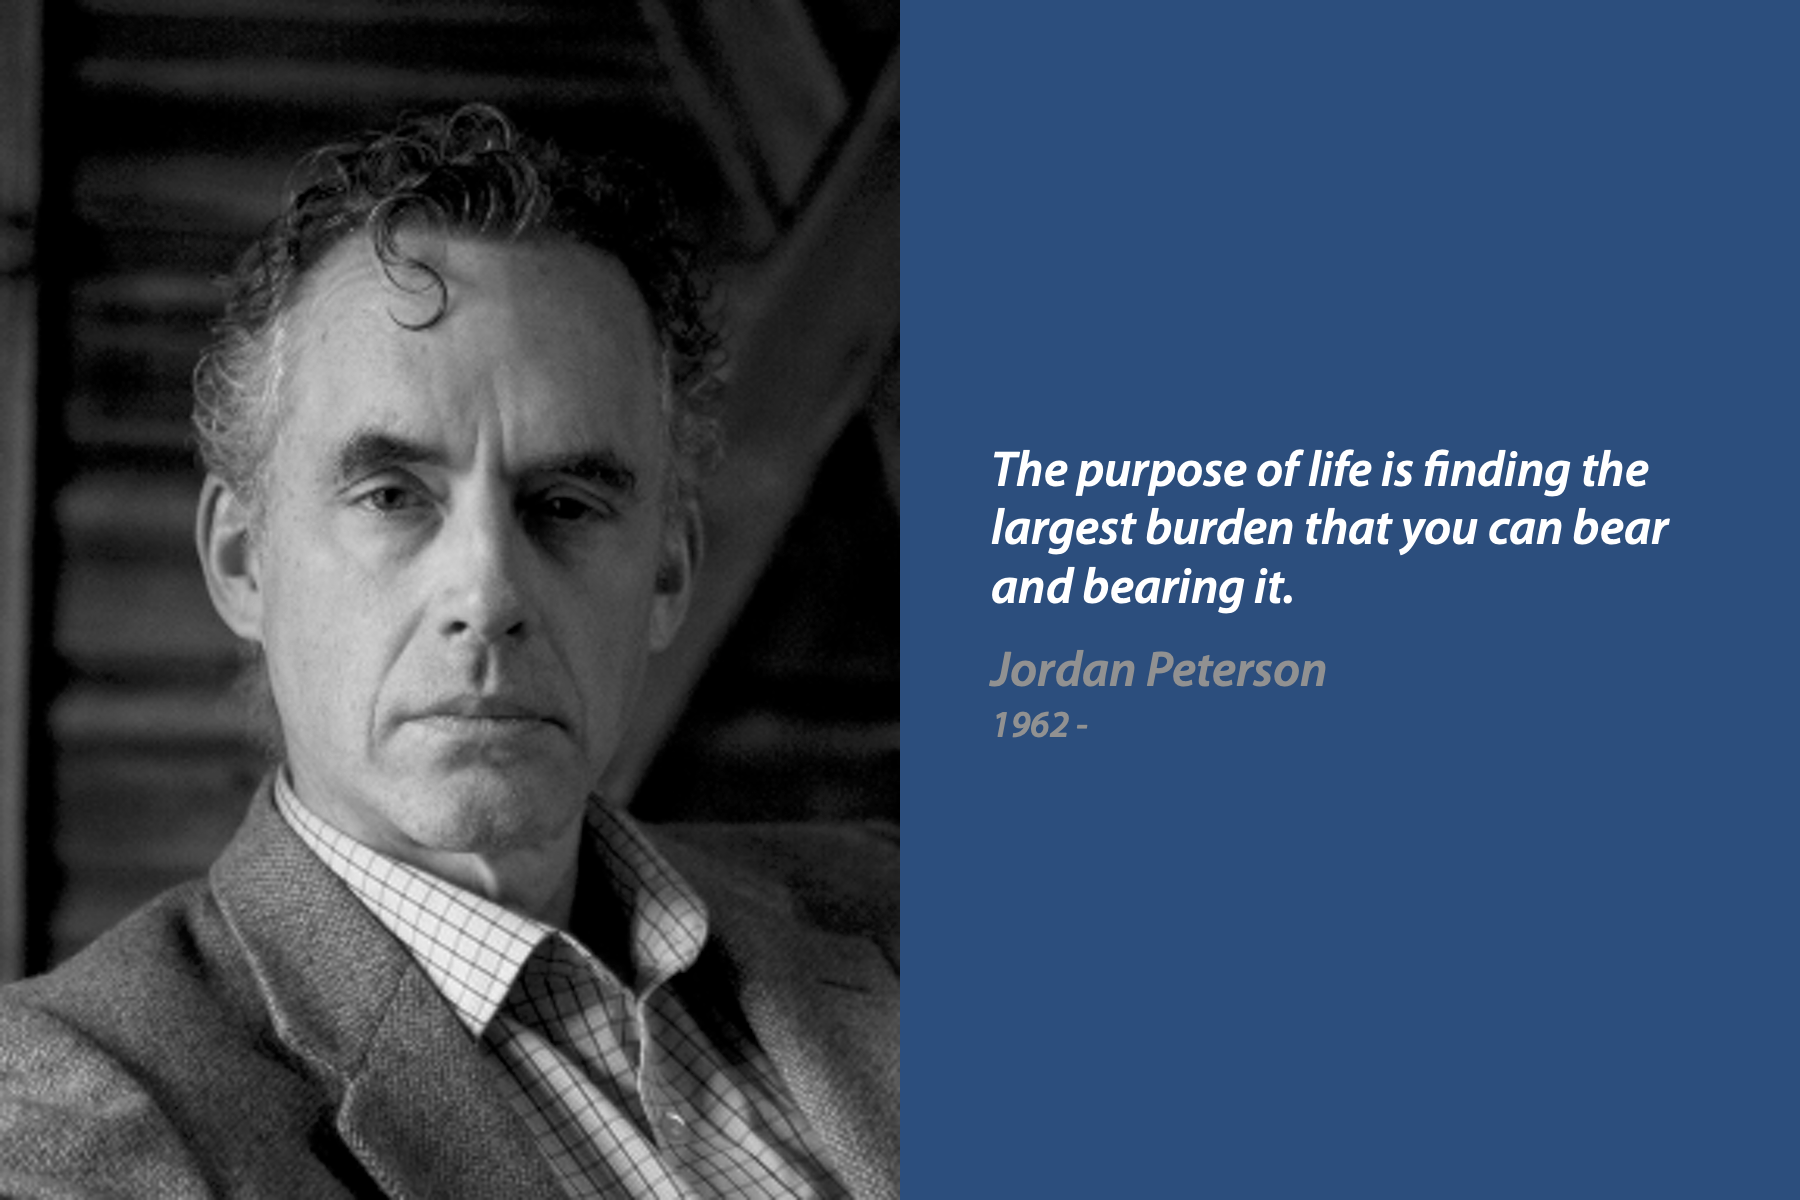 The purpose of life is finding the
largest burden that you can bear
and bearing it.
Jordan Peterson
1962 -